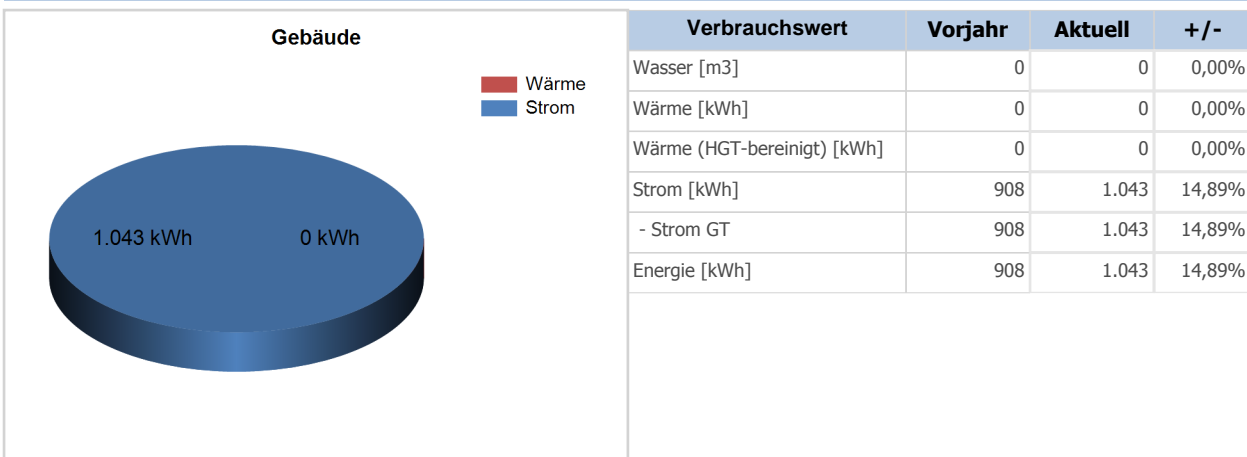 Gebäude
Wärme
Strom
1.043 kWh 0 kWh
Verbrauchswert Vorjahr Aktuell +/-
Wasser [m3] 0 0 0,00%
Wärme [kWh] 0 0 0,00%
Wärme (HGT-bereinigt) [kWh] 0 0 0,00%
Strom [kWh] 908 1.043 14,89%
- Strom GT 908 1.043 14,89%
Energie [kWh] 908 1.043 14,89%